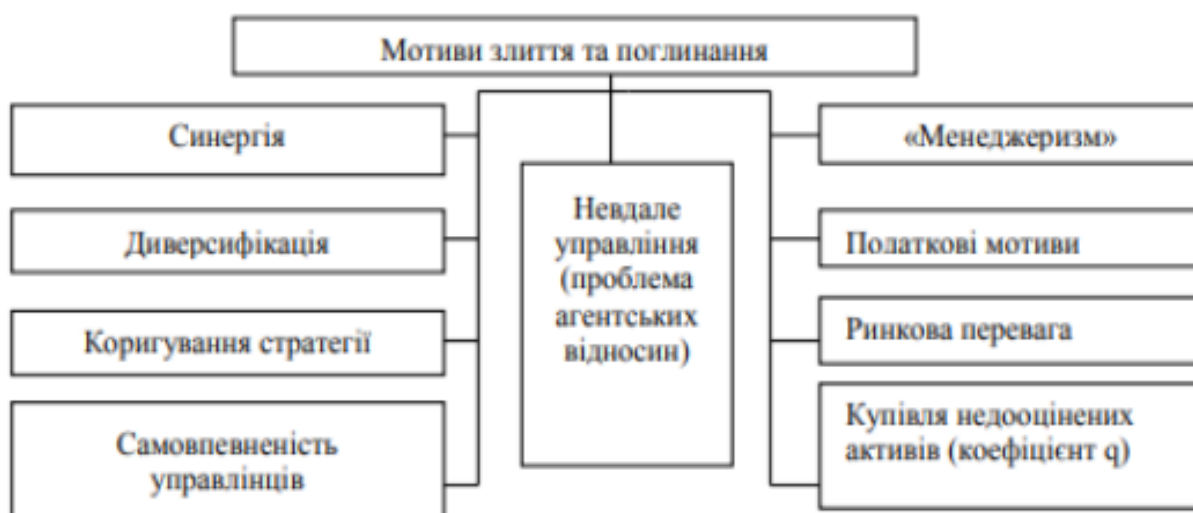 Мотиви злиття та поглинання
Синергія
Диверсифікація
Коригування стратегії
Самовпевненість
управлінців
Невдале
управління
(проблема
агентських
відносин)
«Менеджеризм»
Податкові мотиви
Ринкова перевага
Купівля недооцінених
активів (коефіцієнт q)